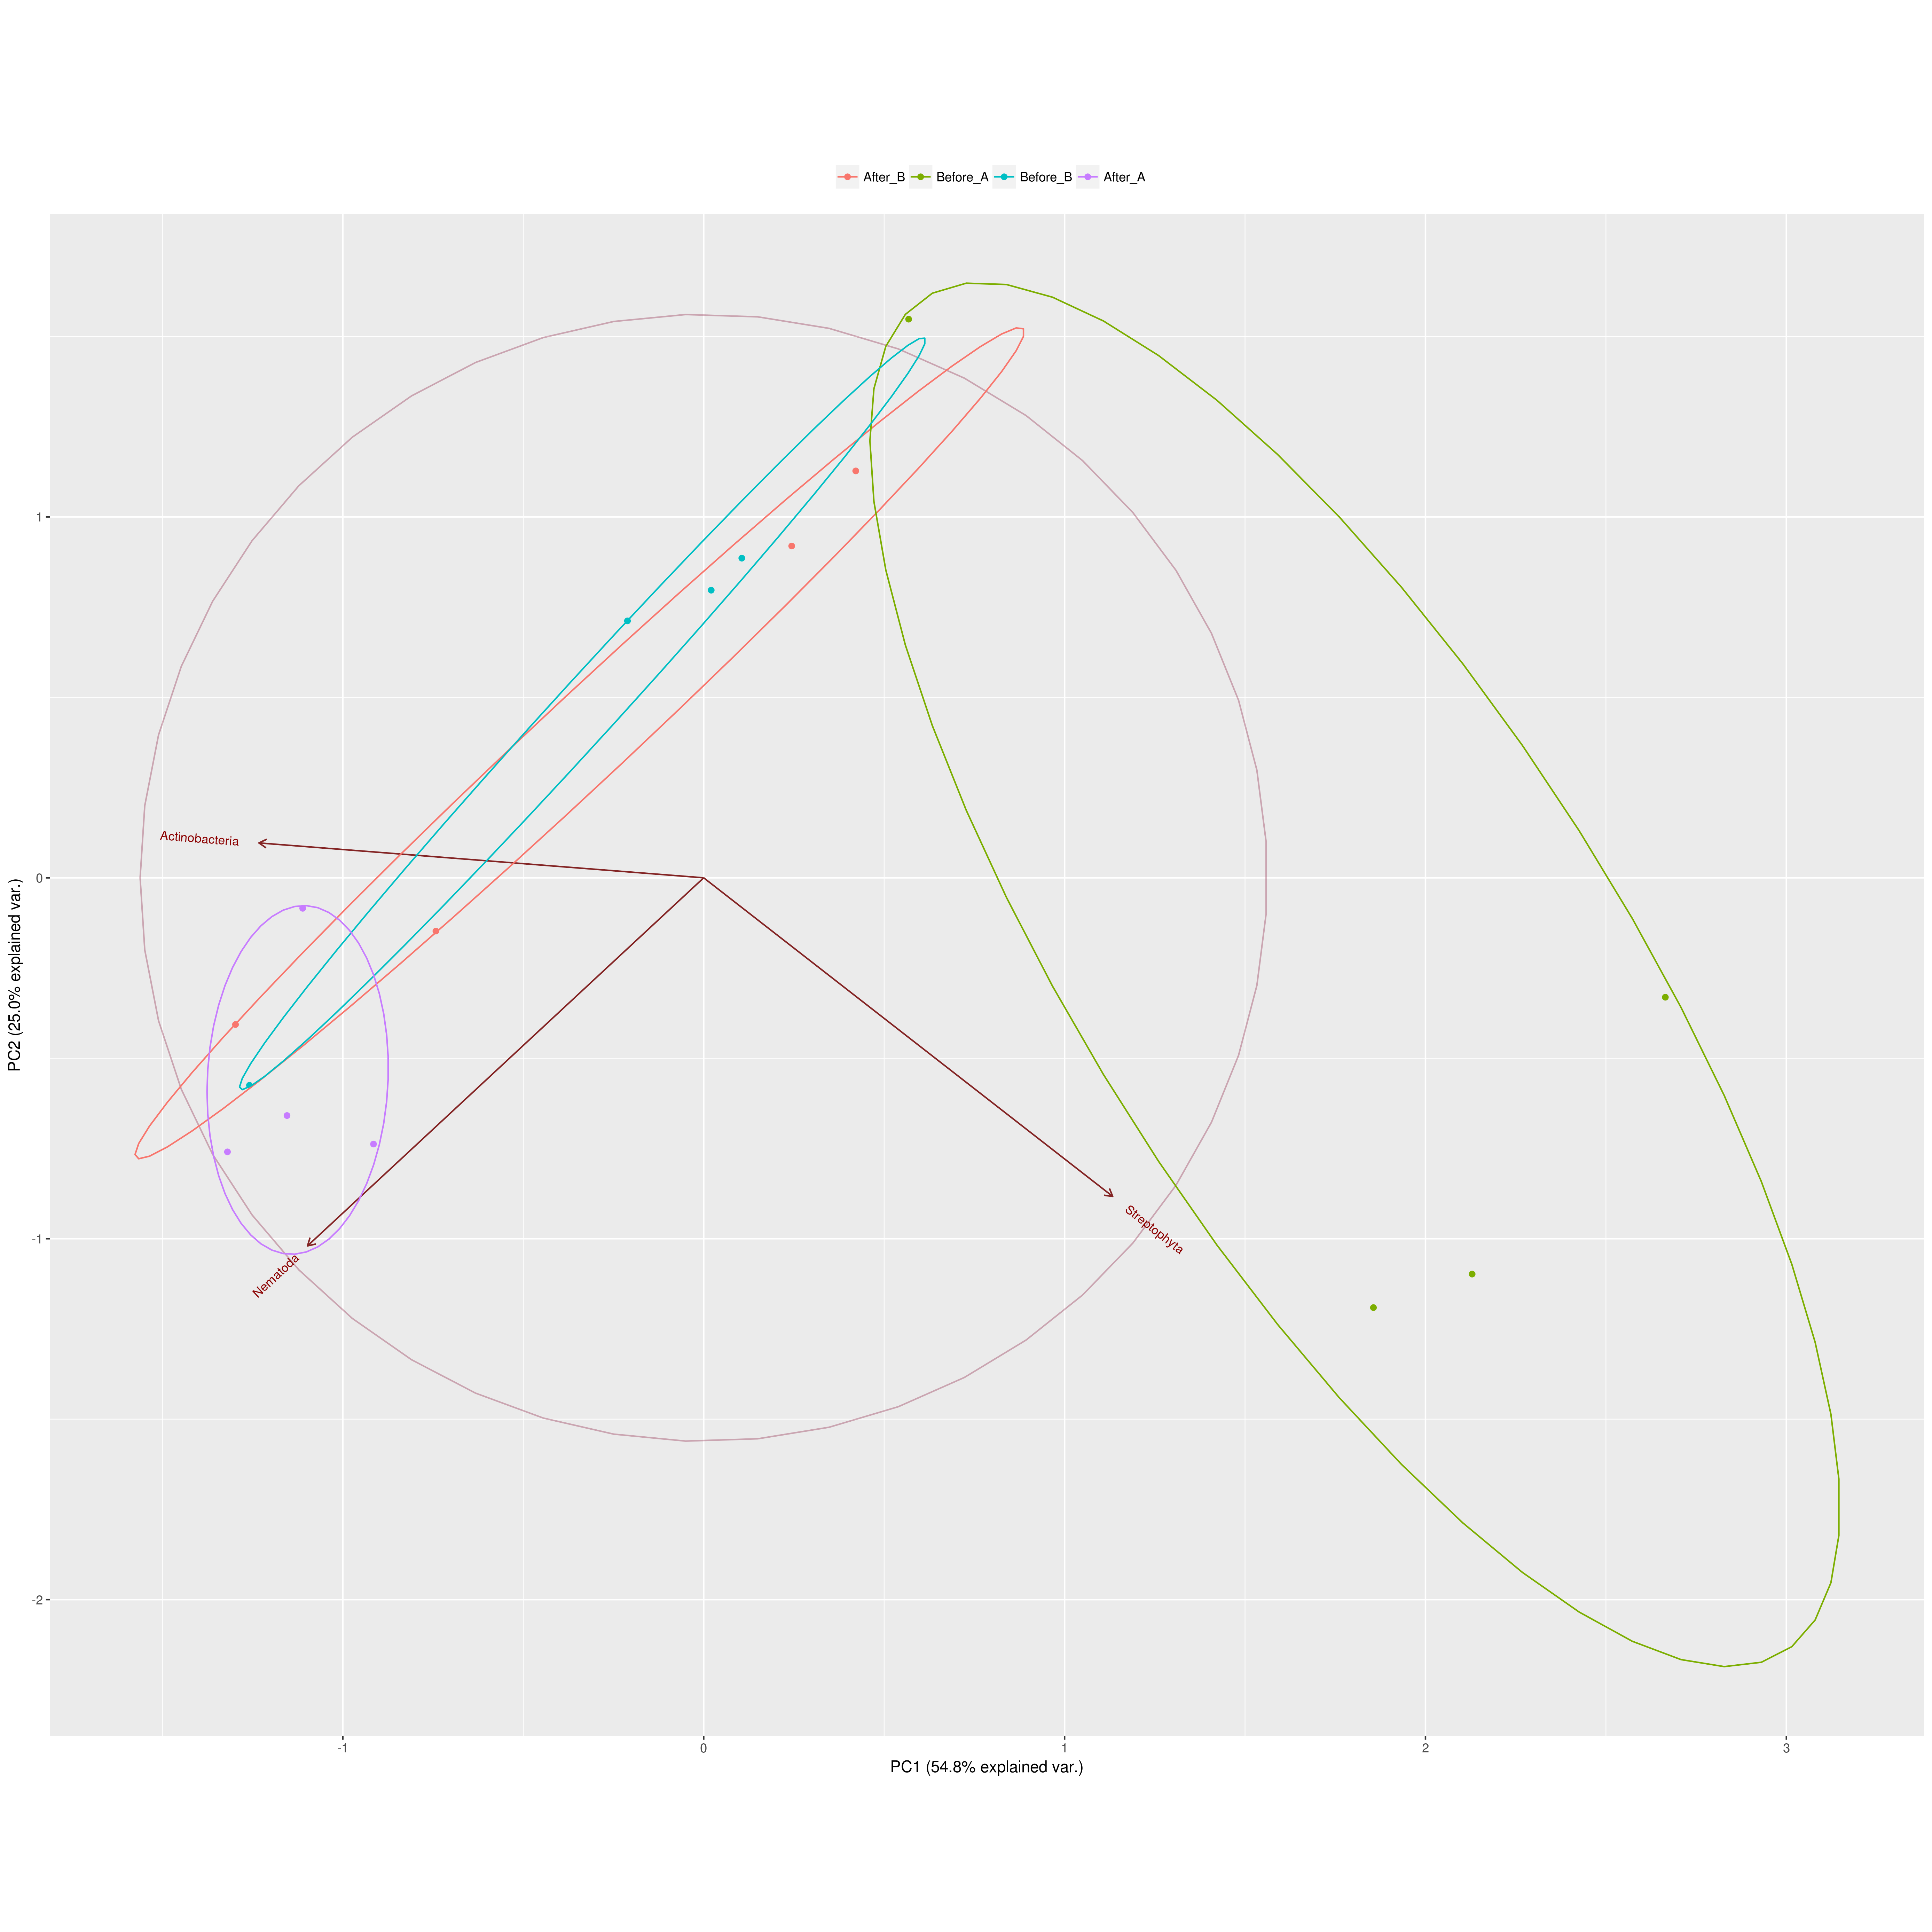 After_B Before_A Before_B After_A
PC2 (25.0% explained var.)
1
0
-1
-2
Actinobacteria
Nematoda
Streptophyta
-1 0 1 2 3
PC1 (54.8% explained var.)